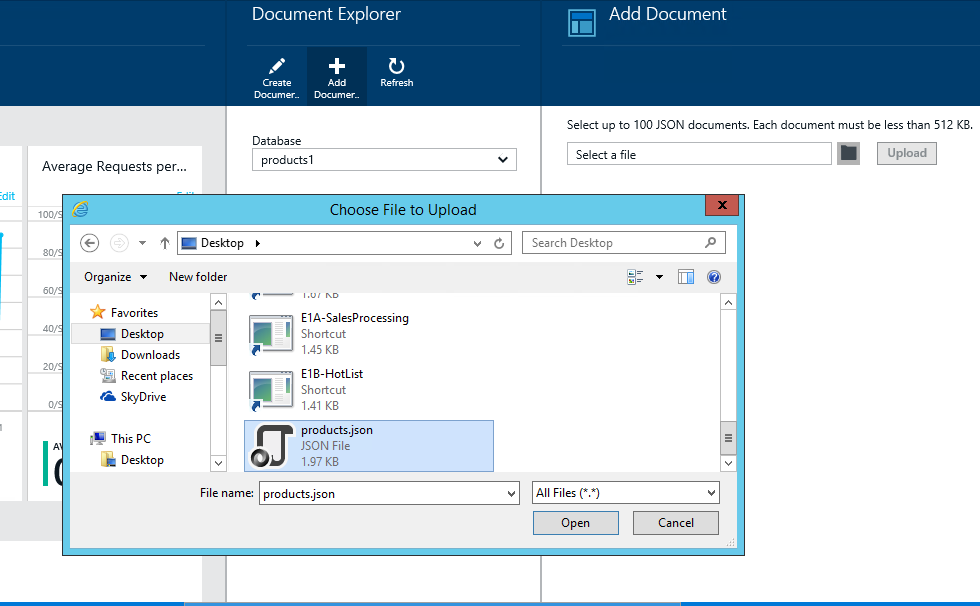 Document Explorer
Add Document
Create
Documer..
Add
Documer..
Refresh
Select up to 100 JSON documents. Each document must be less than 512 KB.
Database
products1
Select a file
Upload
Average Requests per...
Edit
100/S
80/S
60/S
40/S
20/S
0/S
Choose File to Upload
x
Desktop
Search Desktop
Organize
New folder
Favorites
Desktop
Downloads
Recent places
SkyDrive
This PC
Desktop
1.67 KB
E1A-SalesProcessing
Shortcut
1.45 KB
E1B-HotList
Shortcut
1.41 KB
products.json
JSON File
1.97 KB
File name:
products.json
All Files (*.*)
Open
Cancel